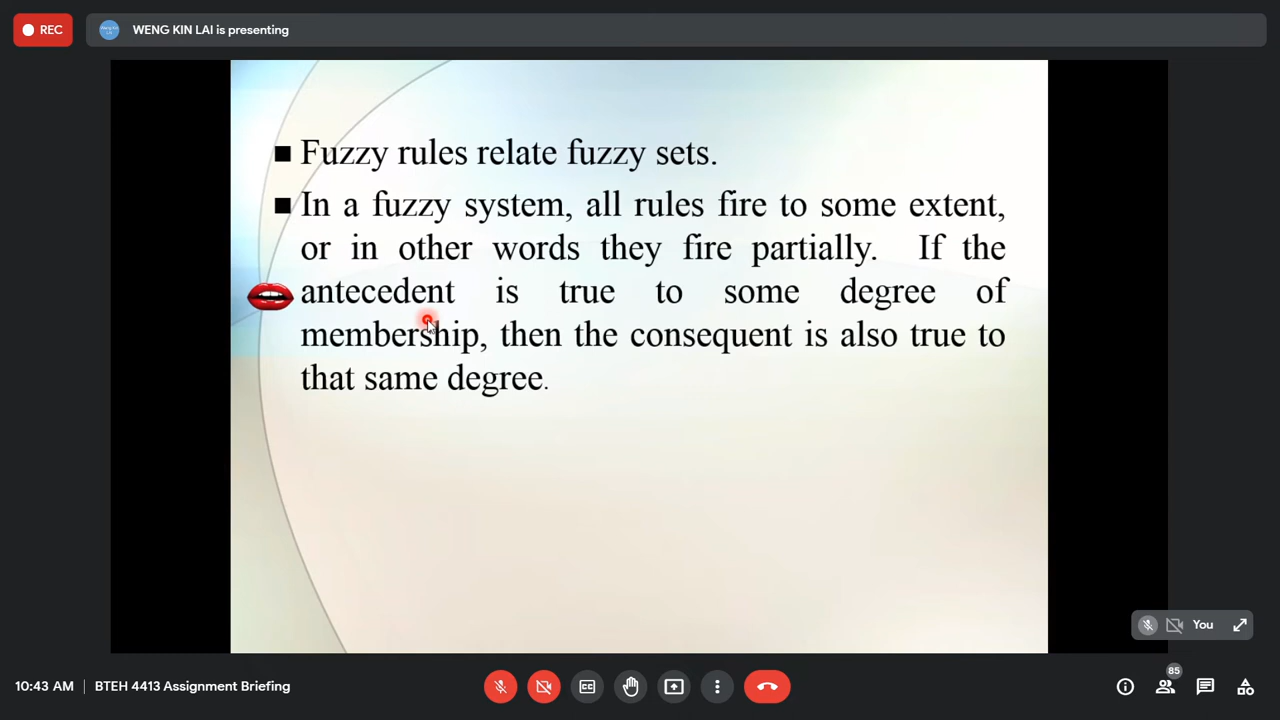 REC
WENG KIN LAI is presenting
■ Fuzzy rules relate fuzzy sets.
■ In a fuzzy system, all rules fire to some extent,
or in other words they fire partially. If the
antecedent is true to some degree of
membership, then the consequent is also true to
that same degree.
You
85
10:43 AM | BTEH 4413 Assignment Briefing